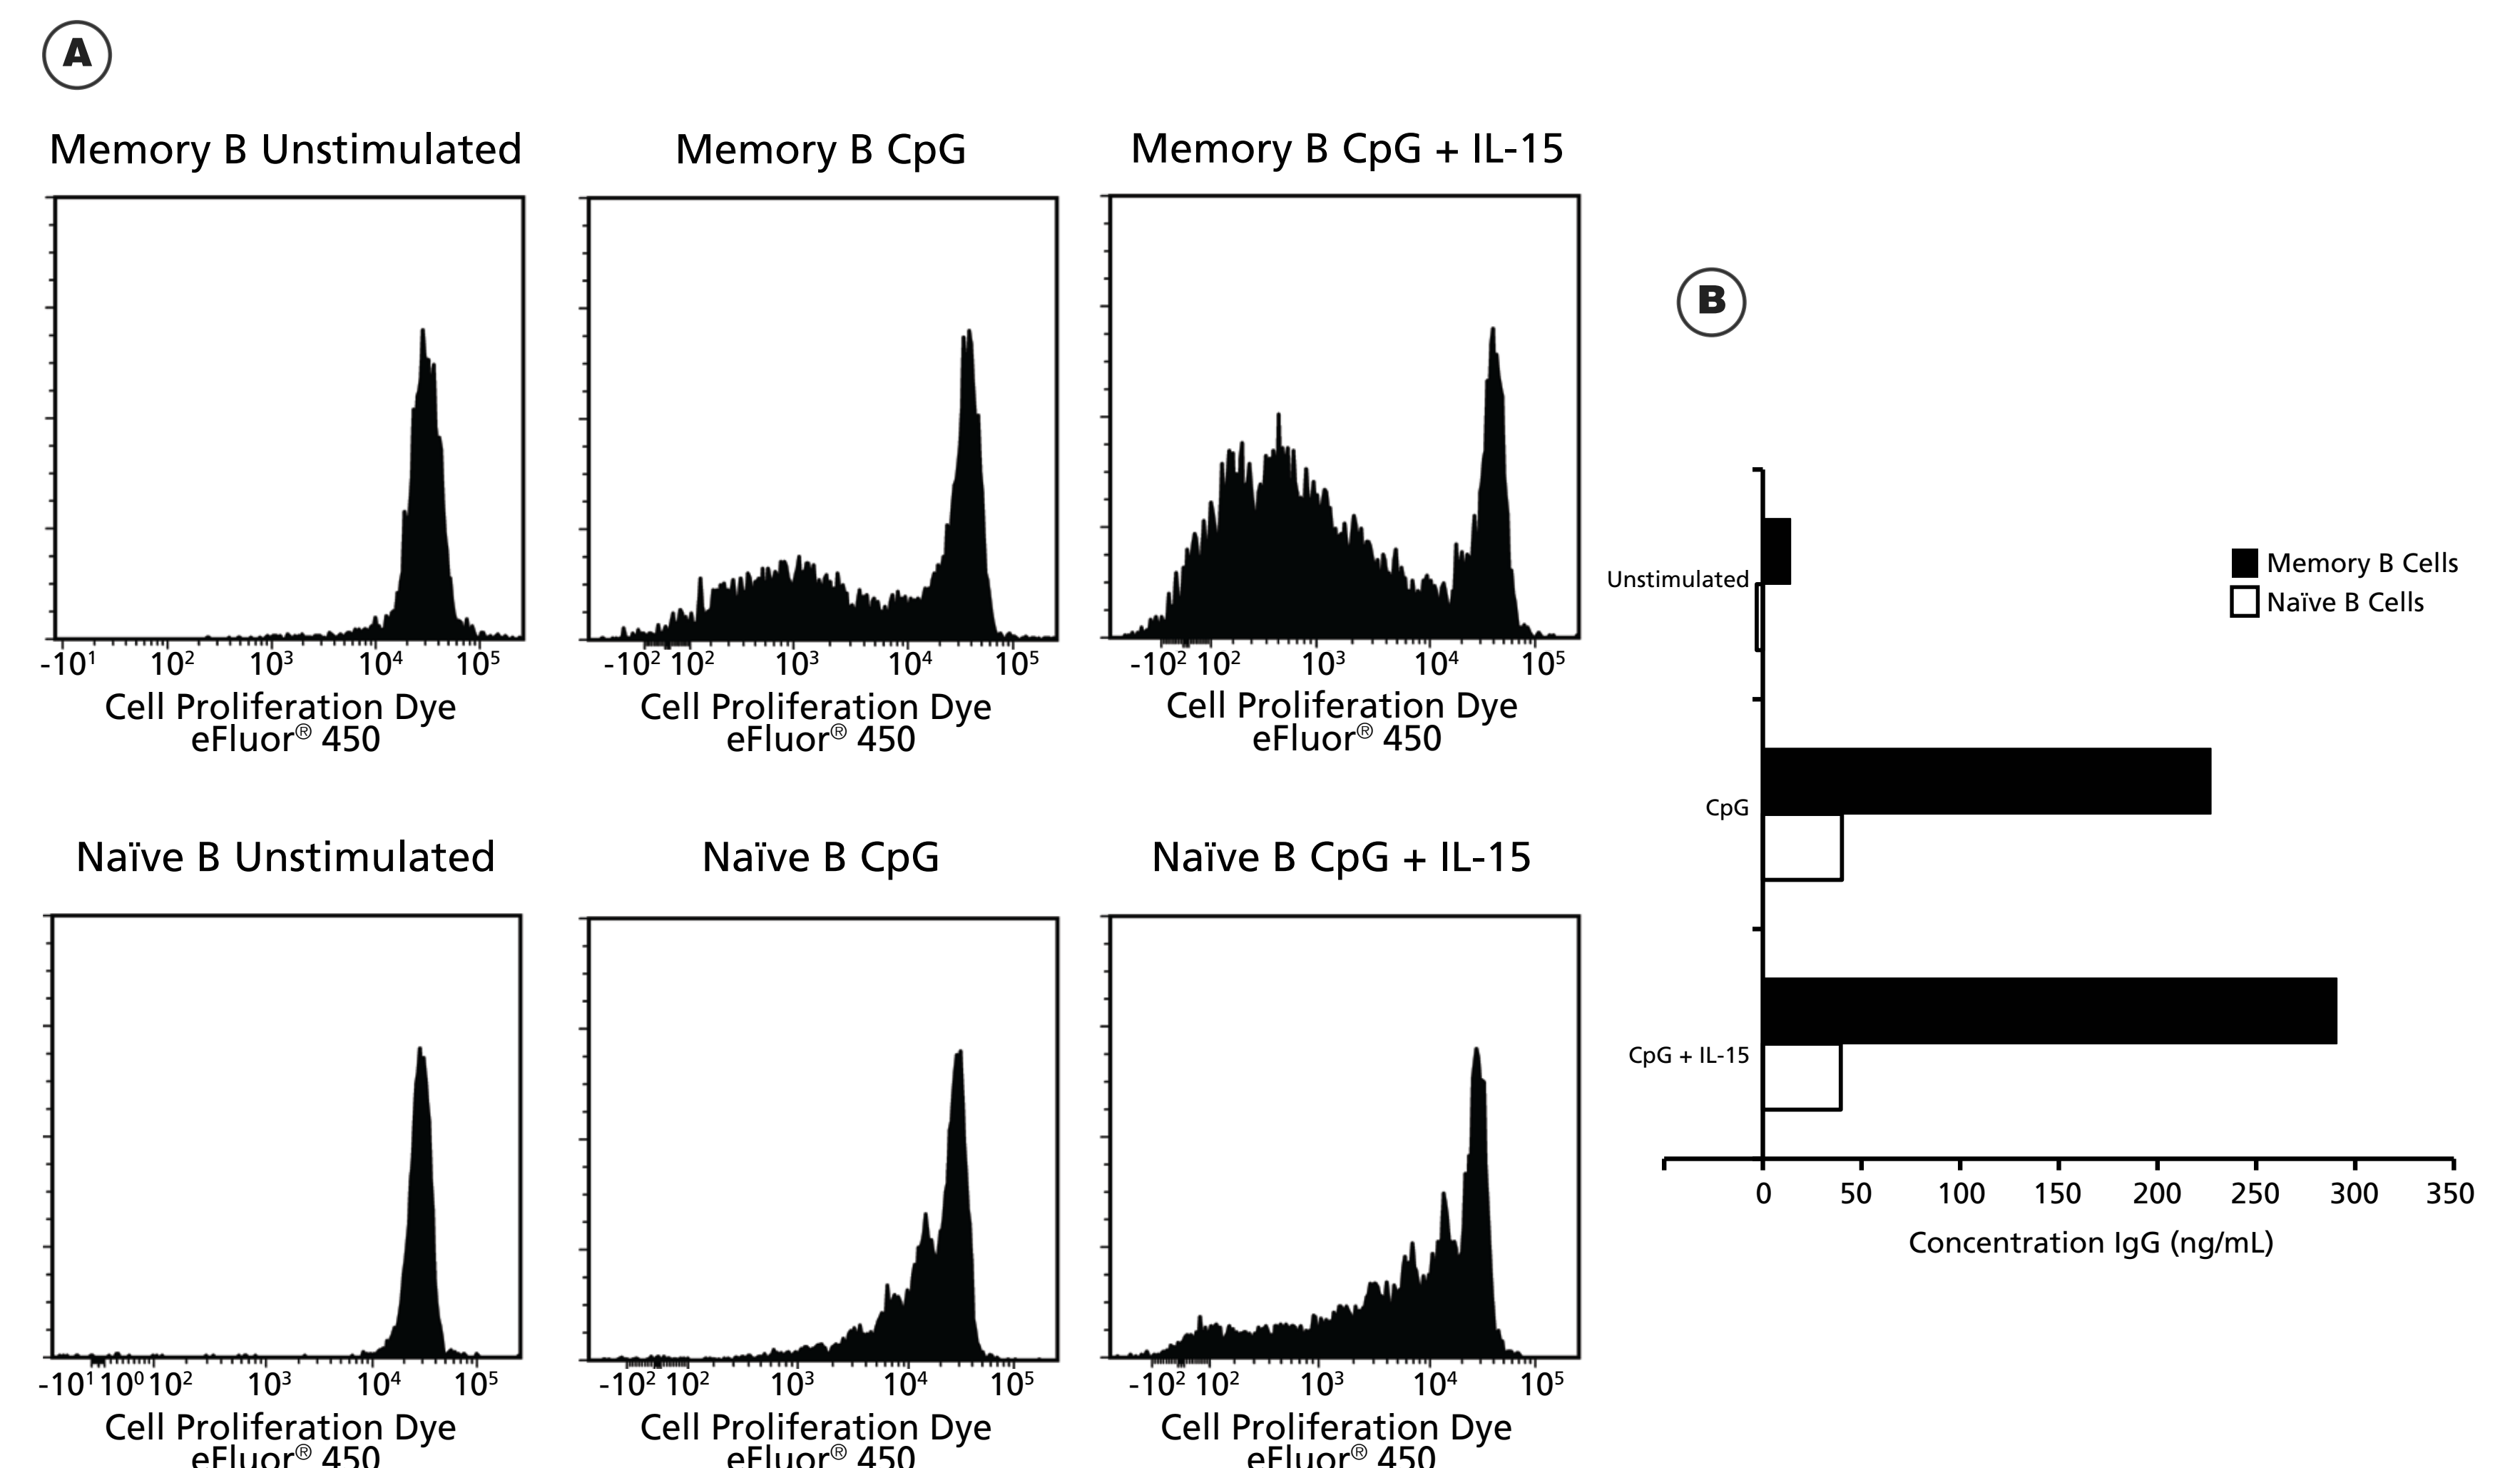 A
Memory B Unstimulated
Memory B CpG
Memory B CpG + IL-15
-10¹ 10² 10³ 10⁴ 10⁵
-10² 10² 10³ 10⁴ 10⁵
-10² 10² 10³ 10⁴ 10⁵
Cell Proliferation Dye
eFluor® 450
Cell Proliferation Dye
eFluor® 450
Cell Proliferation Dye
eFluor® 450
Naïve B Unstimulated
Naïve B CpG
Naïve B CpG + IL-15
-10¹ 10⁰ 10² 10³ 10⁴ 10⁵
-10² 10² 10³ 10⁴ 10⁵
-10² 10² 10³ 10⁴ 10⁵
Cell Proliferation Dye
eFluor® 450
Cell Proliferation Dye
eFluor® 450
Cell Proliferation Dye
eFluor® 450
B
Memory B Cells
Naïve B Cells
Unstimulated
CpG
CpG + IL-15
0 50 100 150 200 250 300 350
Concentration IgG (ng/mL)